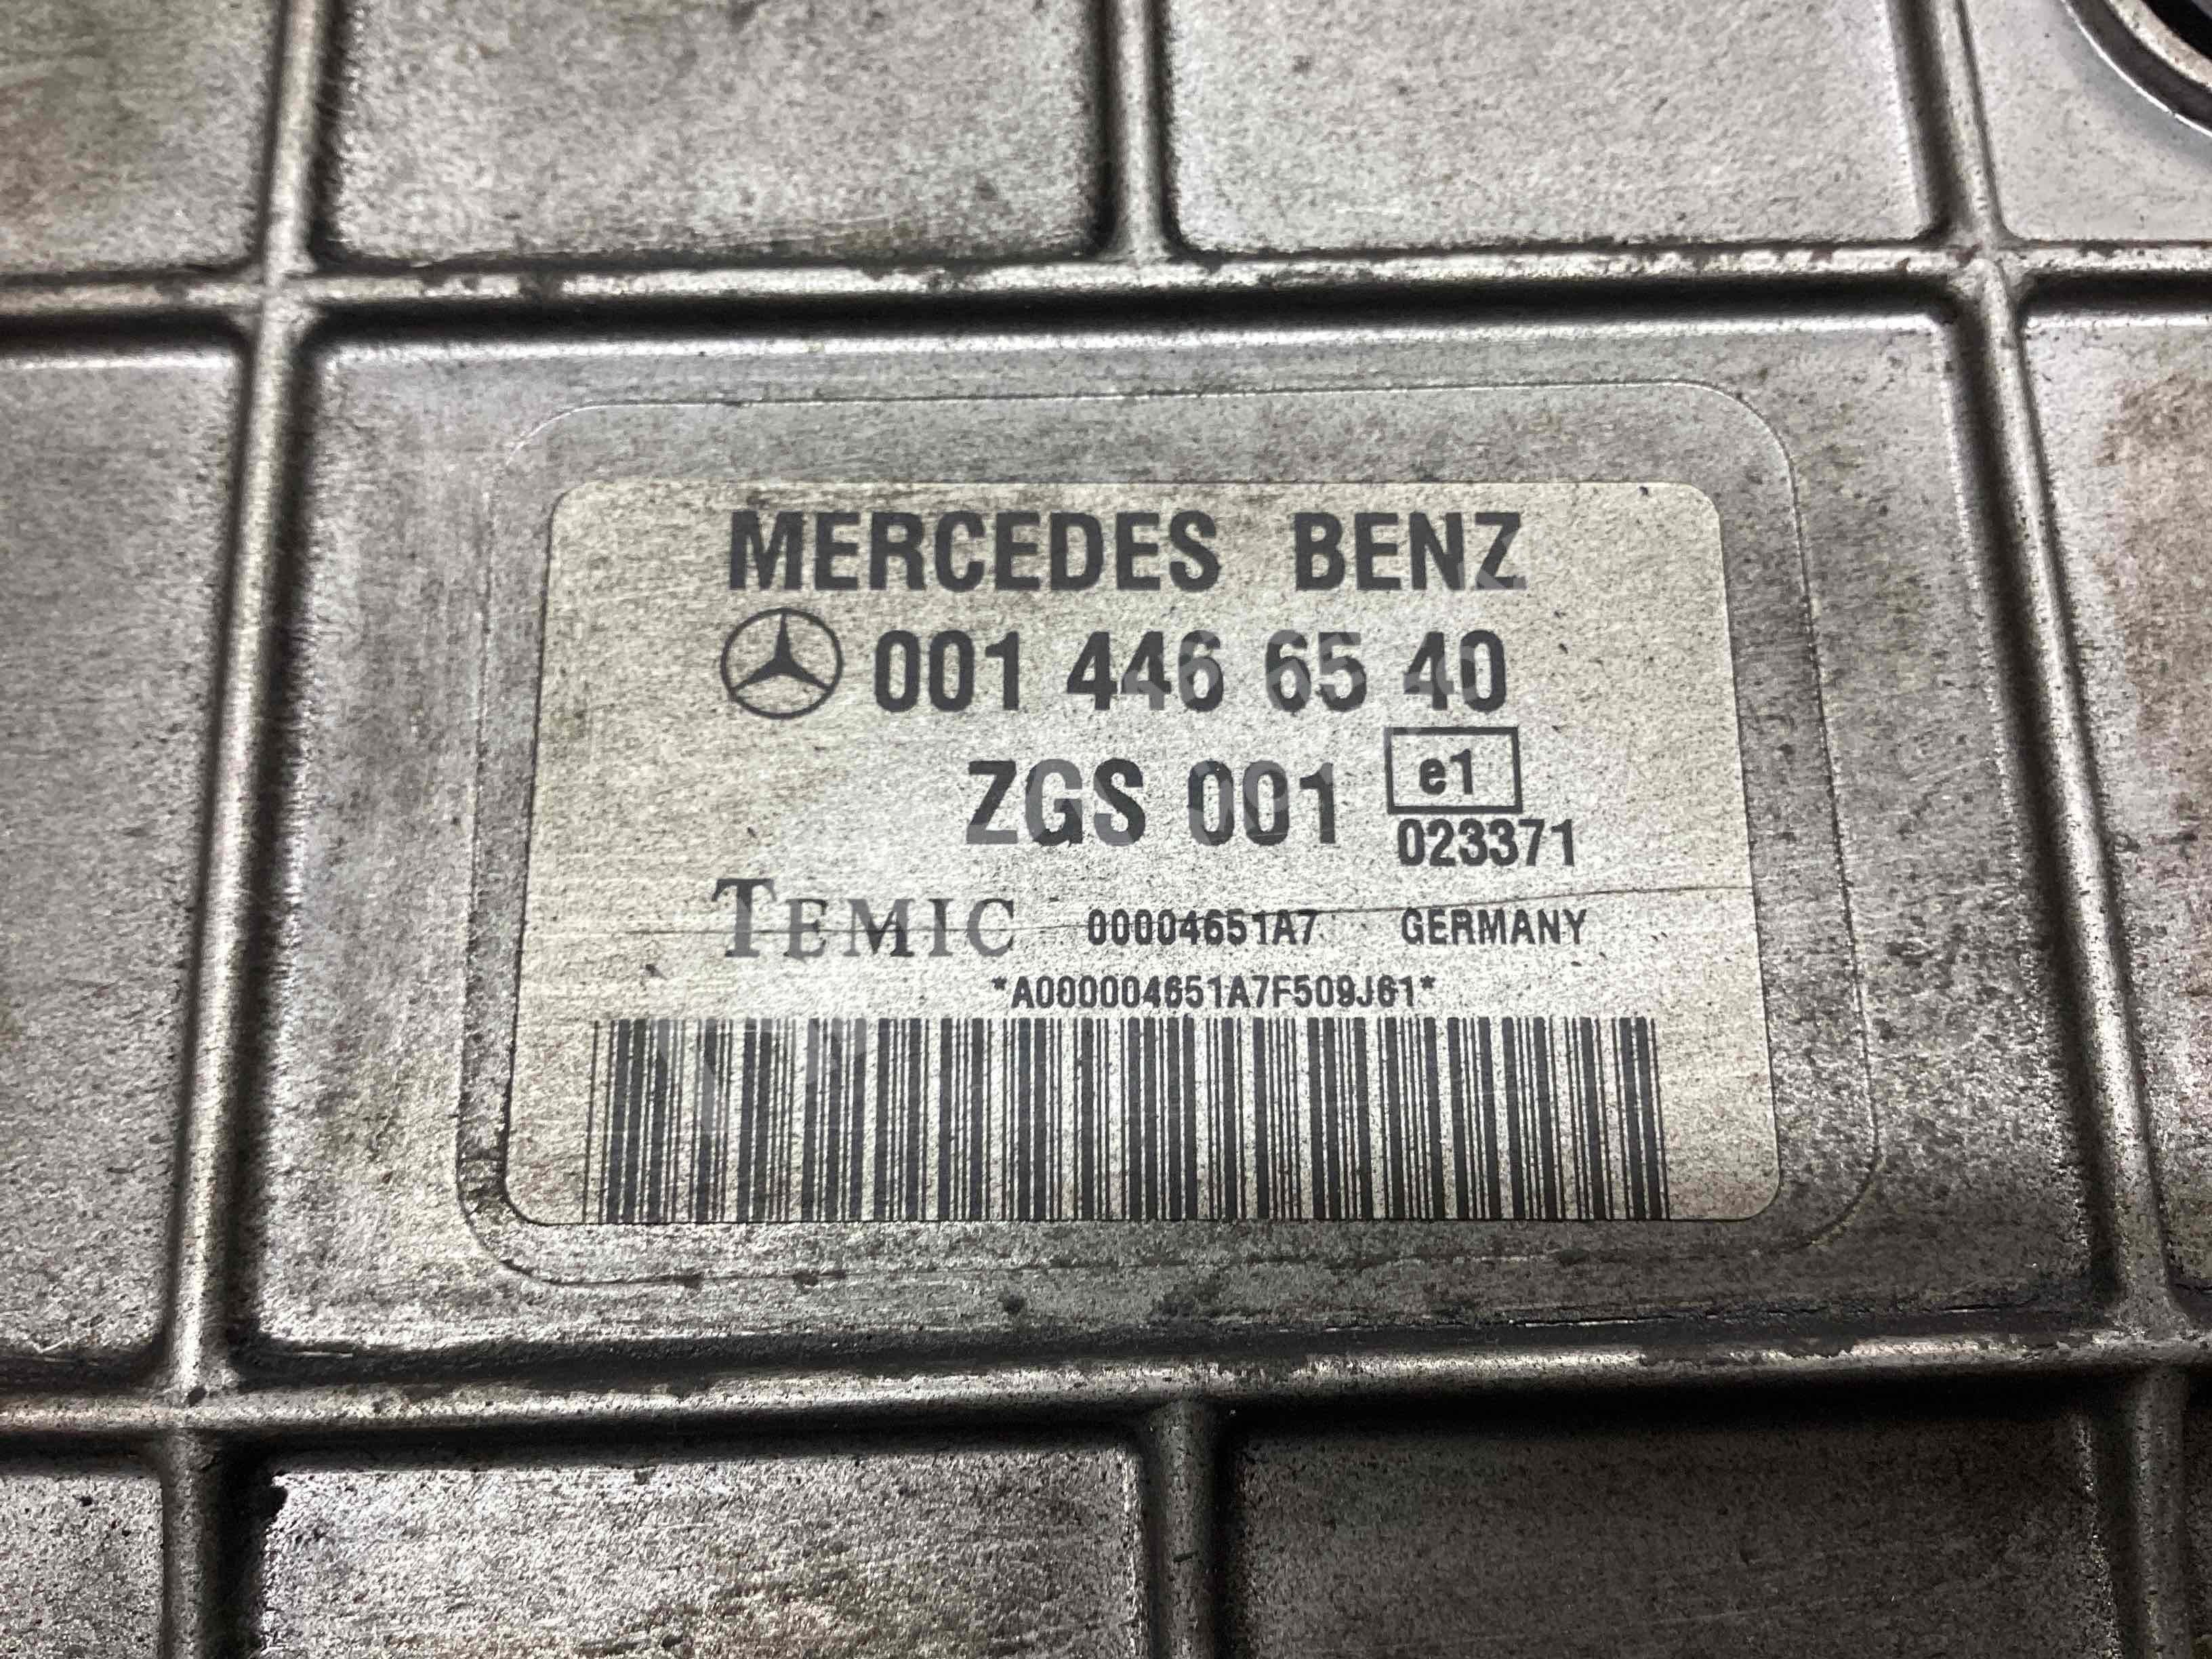 MERCEDES BENZ
001 446 65 40
ZGS 001 e1
023371
TEMIC 00004651A7 GERMANY
*A000004651A7F509J61*